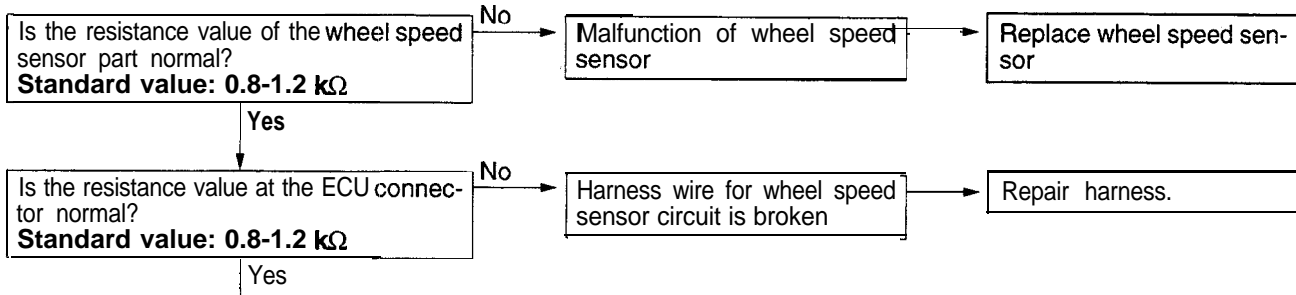 Is the resistance value of the wheel speed
sensor part normal?
Standard value: 0.8-1.2 kΩ
No
Malfunction of wheel speed
sensor
Replace wheel speed sen-
sor
Yes
Is the resistance value at the ECU connec-
tor normal?
Standard value: 0.8-1.2 kΩ
No
Harness wire for wheel speed
sensor circuit is broken
Repair harness.
Yes